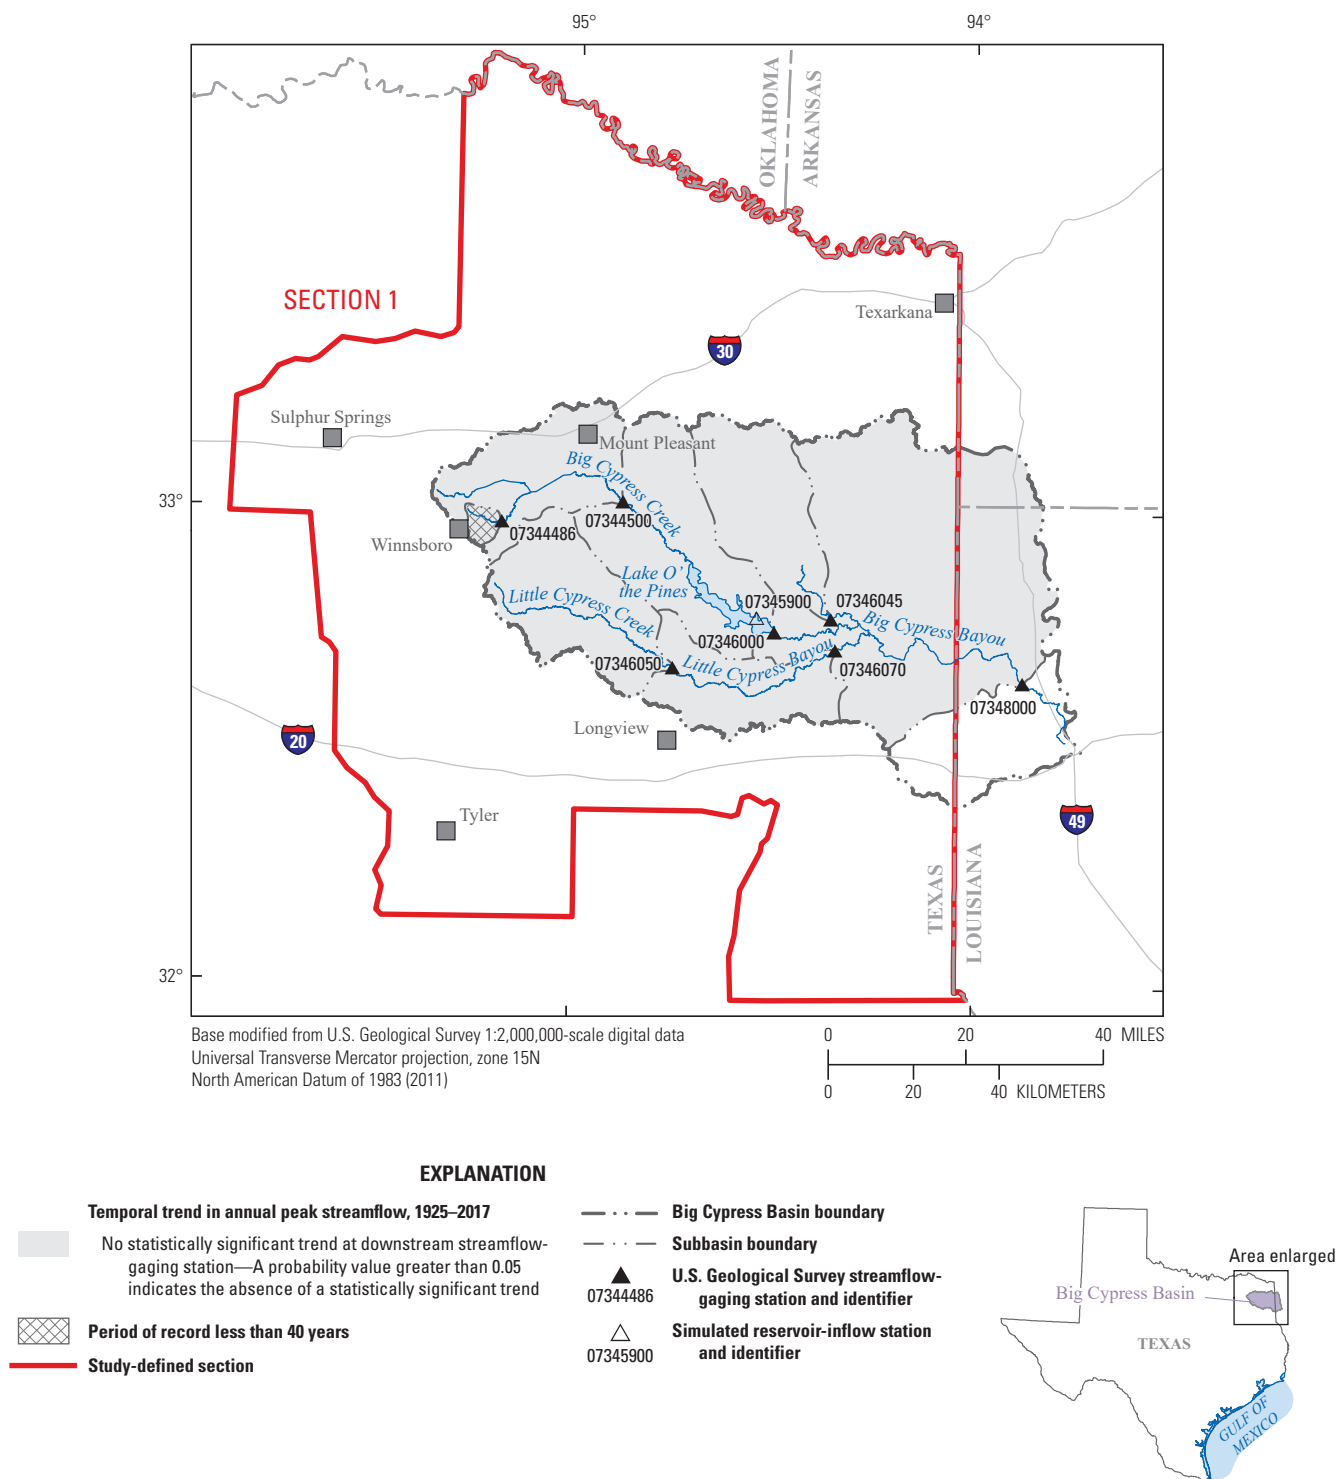 95°
94°
OKLAHOMA
ARKANSAS
SECTION 1
Texarkana
30
Sulphur Springs
Mount Pleasant
Big Cypress Creek
33°
07344500
07344486
Winnsboro
Lake O'
the Pines
07345900
07346045
Little Cypress Creek
Big Cypress Bayou
07346000
Little Cypress Bayou
07346050
07346070
07348000
Longview
20
Tyler
49
TEXAS
LOUISIANA
32°
Base modified from U.S. Geological Survey 1:2,000,000-scale digital data
Universal Transverse Mercator projection, zone 15N
North American Datum of 1983 (2011)
0 20 40 MILES
0 20 40 KILOMETERS
EXPLANATION
Temporal trend in annual peak streamflow, 1925–2017
No statistically significant trend at downstream streamflow-
gaging station—A probability value greater than 0.05
indicates the absence of a statistically significant trend
Period of record less than 40 years
Study-defined section
Big Cypress Basin boundary
Subbasin boundary
U.S. Geological Survey streamflow-
07344486 gaging station and identifier
Simulated reservoir-inflow station
07345900 and identifier
Area enlarged
Big Cypress Basin
TEXAS
GULF OF
MEXICO